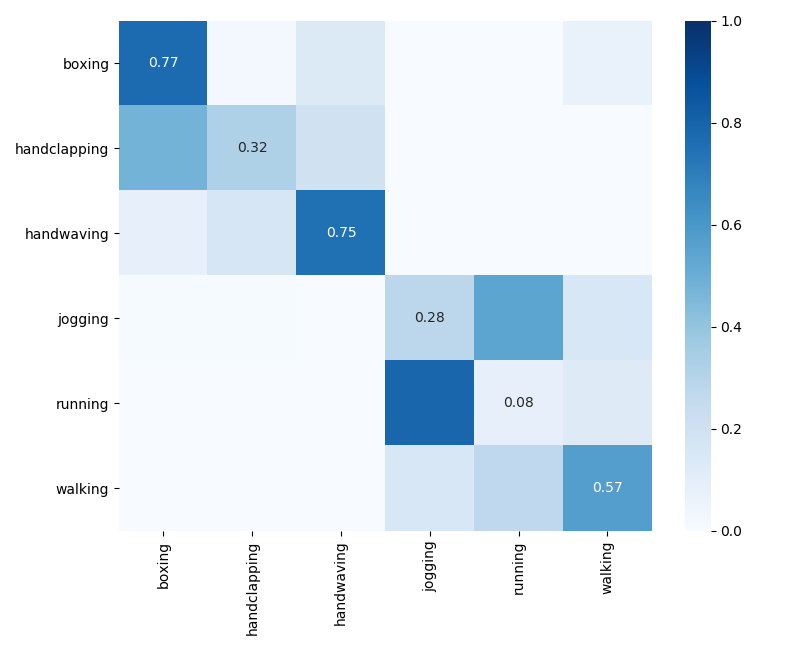 1.0
boxing
0.77
0.8
handclapping
0.32
handwaving
0.75
0.6
jogging
0.28
0.4
running
0.08
0.2
walking
0.57
0.0
boxing
handclapping
handwaving
jogging
running
walking